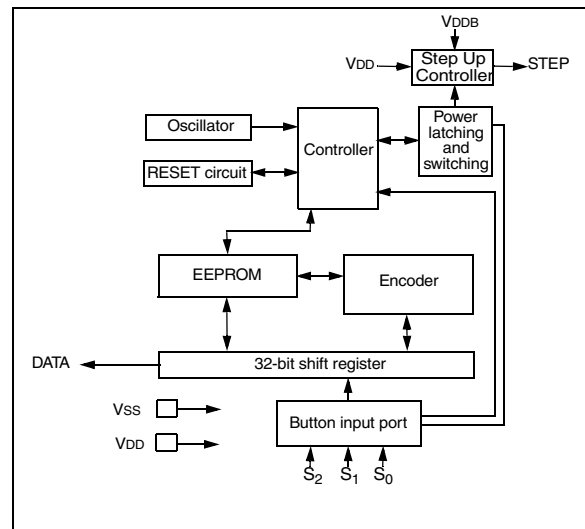 VDDB
VDD
Step Up
Controller
STEP
Oscillator
Controller
Power
latching
and
switching
RESET circuit
EEPROM
Encoder
DATA
32-bit shift register
VSS
Button input port
VDD
S2
S1
S0